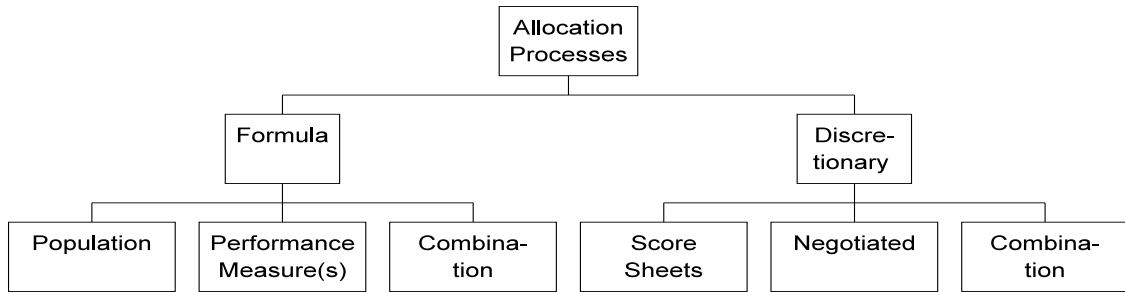 Allocation
Processes
Formula
Discre-
tionary
Population
Performance
Measure(s)
Combina-
tion
Score
Sheets
Negotiated
Combina-
tion